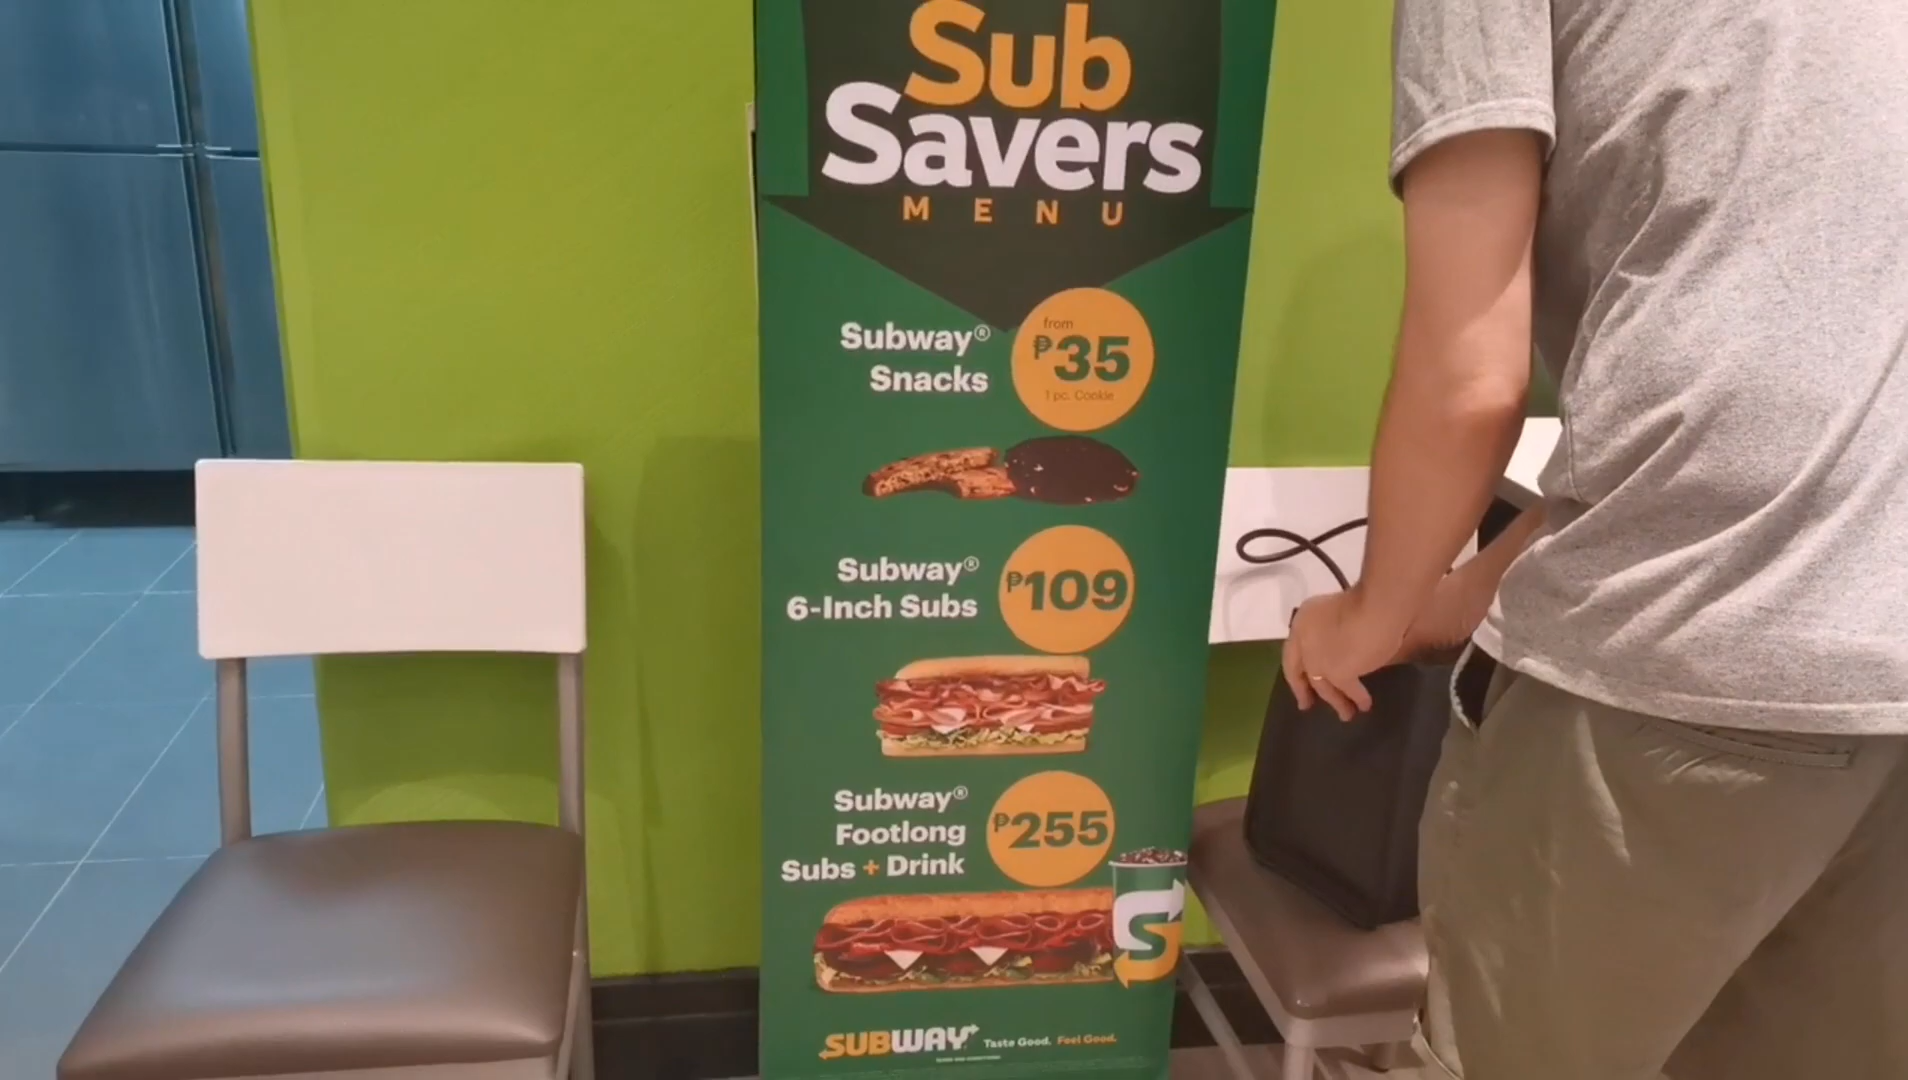 Sub
Savers
MENU
Subway®
Snacks
from
₱35
1 pc. Cookie
Subway®
6-Inch Subs
₱109
Subway®
Footlong
Subs + Drink
₱255
S
SUBWAY
Taste Good. Feel Good.